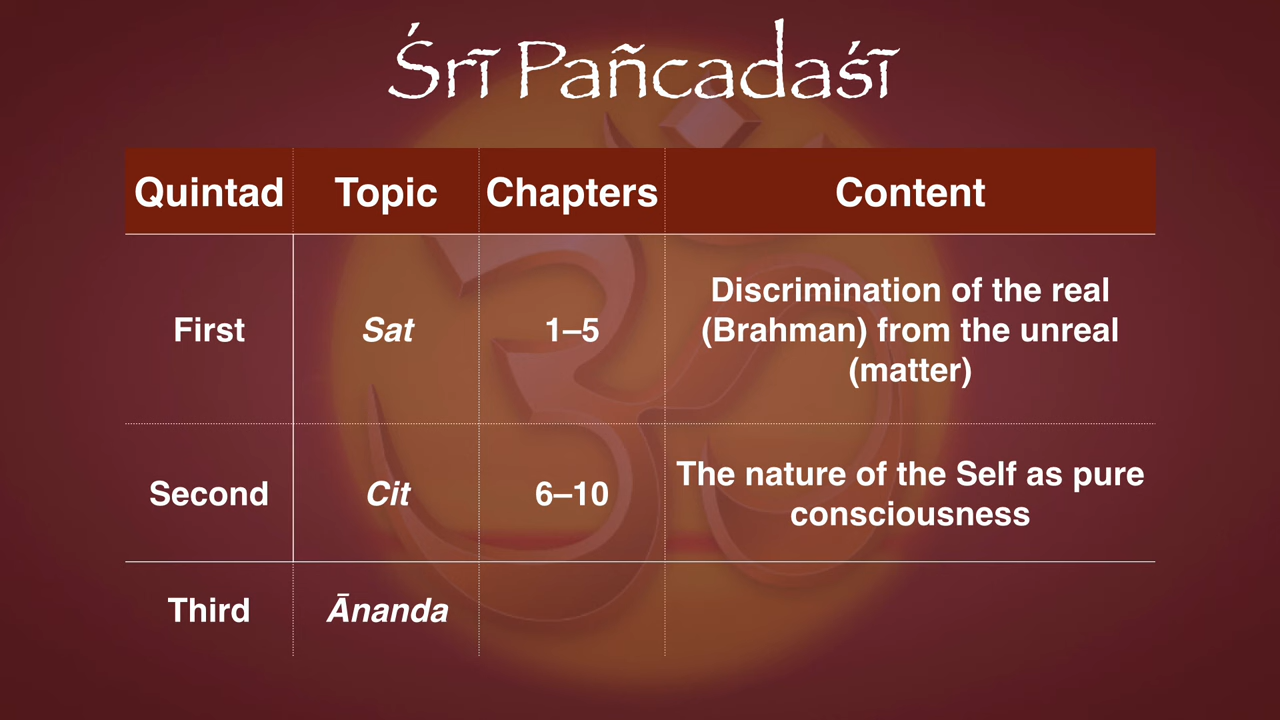 Śrī Pañcadaśī
Quintad Topic Chapters Content
First Sat 1–5 Discrimination of the real
(Brahman) from the unreal
(matter)
Second Cit 6–10 The nature of the Self as pure
consciousness
Third Ānanda